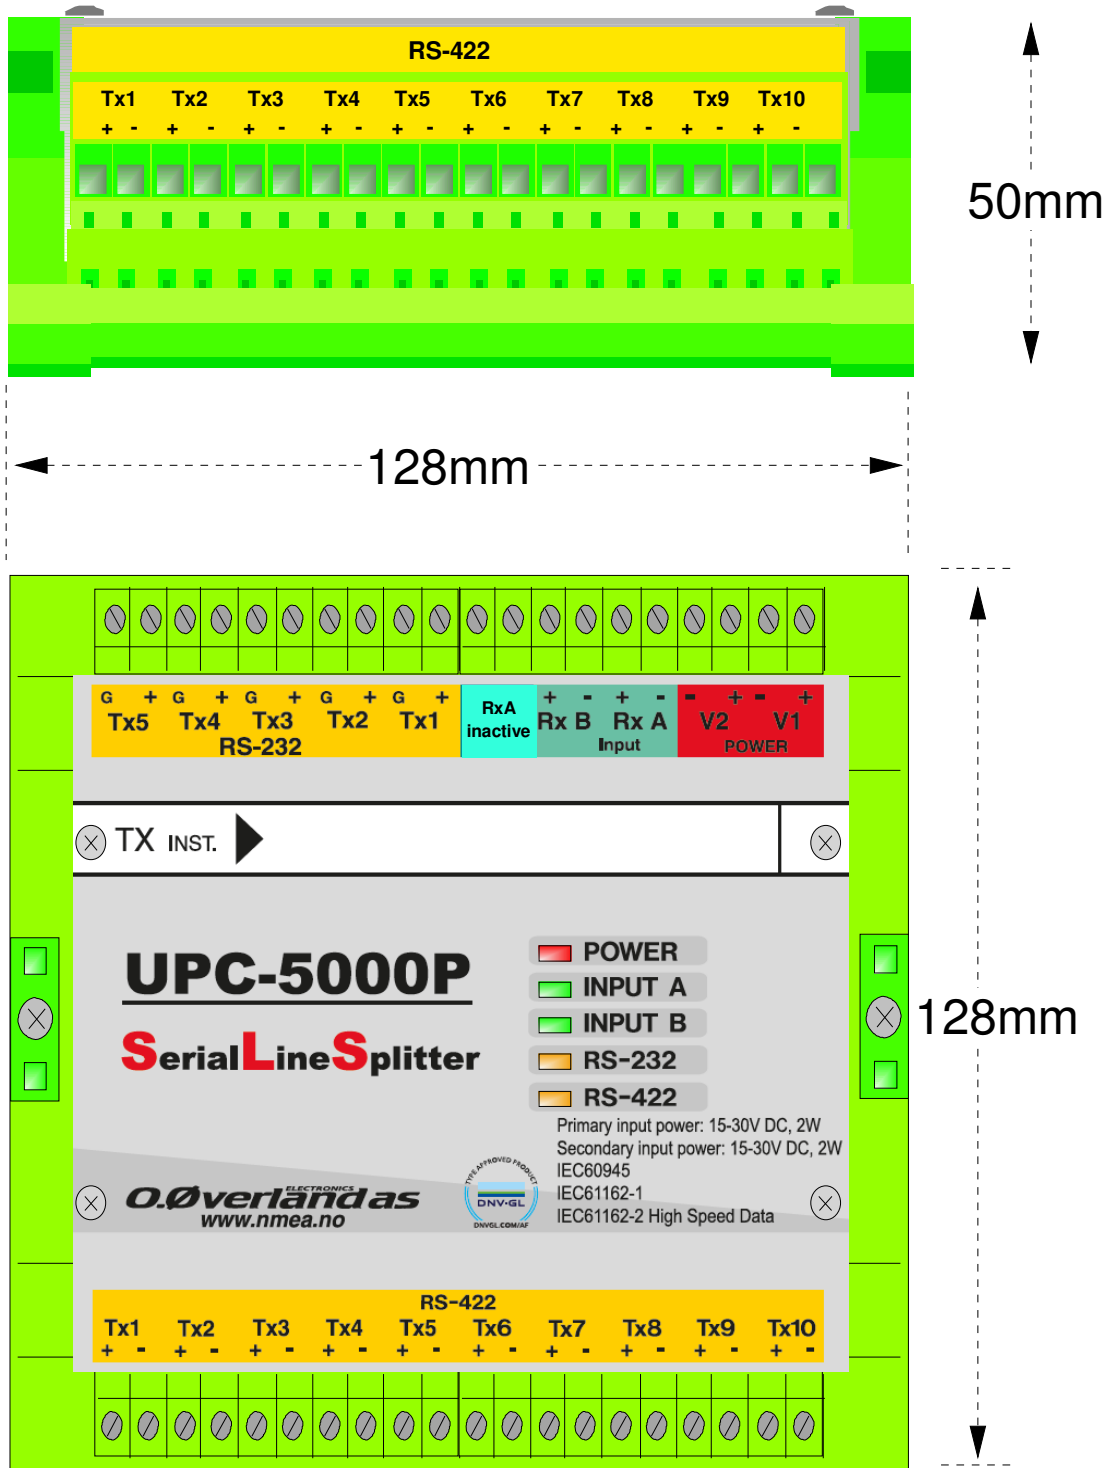 RS-422
Tx1 Tx2 Tx3 Tx4 Tx5 Tx6 Tx7 Tx8 Tx9 Tx10
+ - + - + - + - + - + - + - + - + - + -
50mm
128mm
G + G + G + G + G + + - + - - + - +
Tx5 Tx4 Tx3 Tx2 Tx1 RxA inactive Rx B Rx A V2 V1
RS-232 Input POWER
TX INST.
UPC-5000P
SerialLineSplitter
POWER
INPUT A
INPUT B
RS-232
RS-422
128mm
Primary input power: 15-30V DC, 2W
Secondary input power: 15-30V DC, 2W
IEC60945
IEC61162-1
IEC61162-2 High Speed Data
TYPE APPROVED PRODUCT
DNV·GL
DNVGL.COM/AF
ELECTRONICS
O.Øverland as
www.nmea.no
RS-422
Tx1 Tx2 Tx3 Tx4 Tx5 Tx6 Tx7 Tx8 Tx9 Tx10
+ - + - + - + - + - + - + - + - + - + -